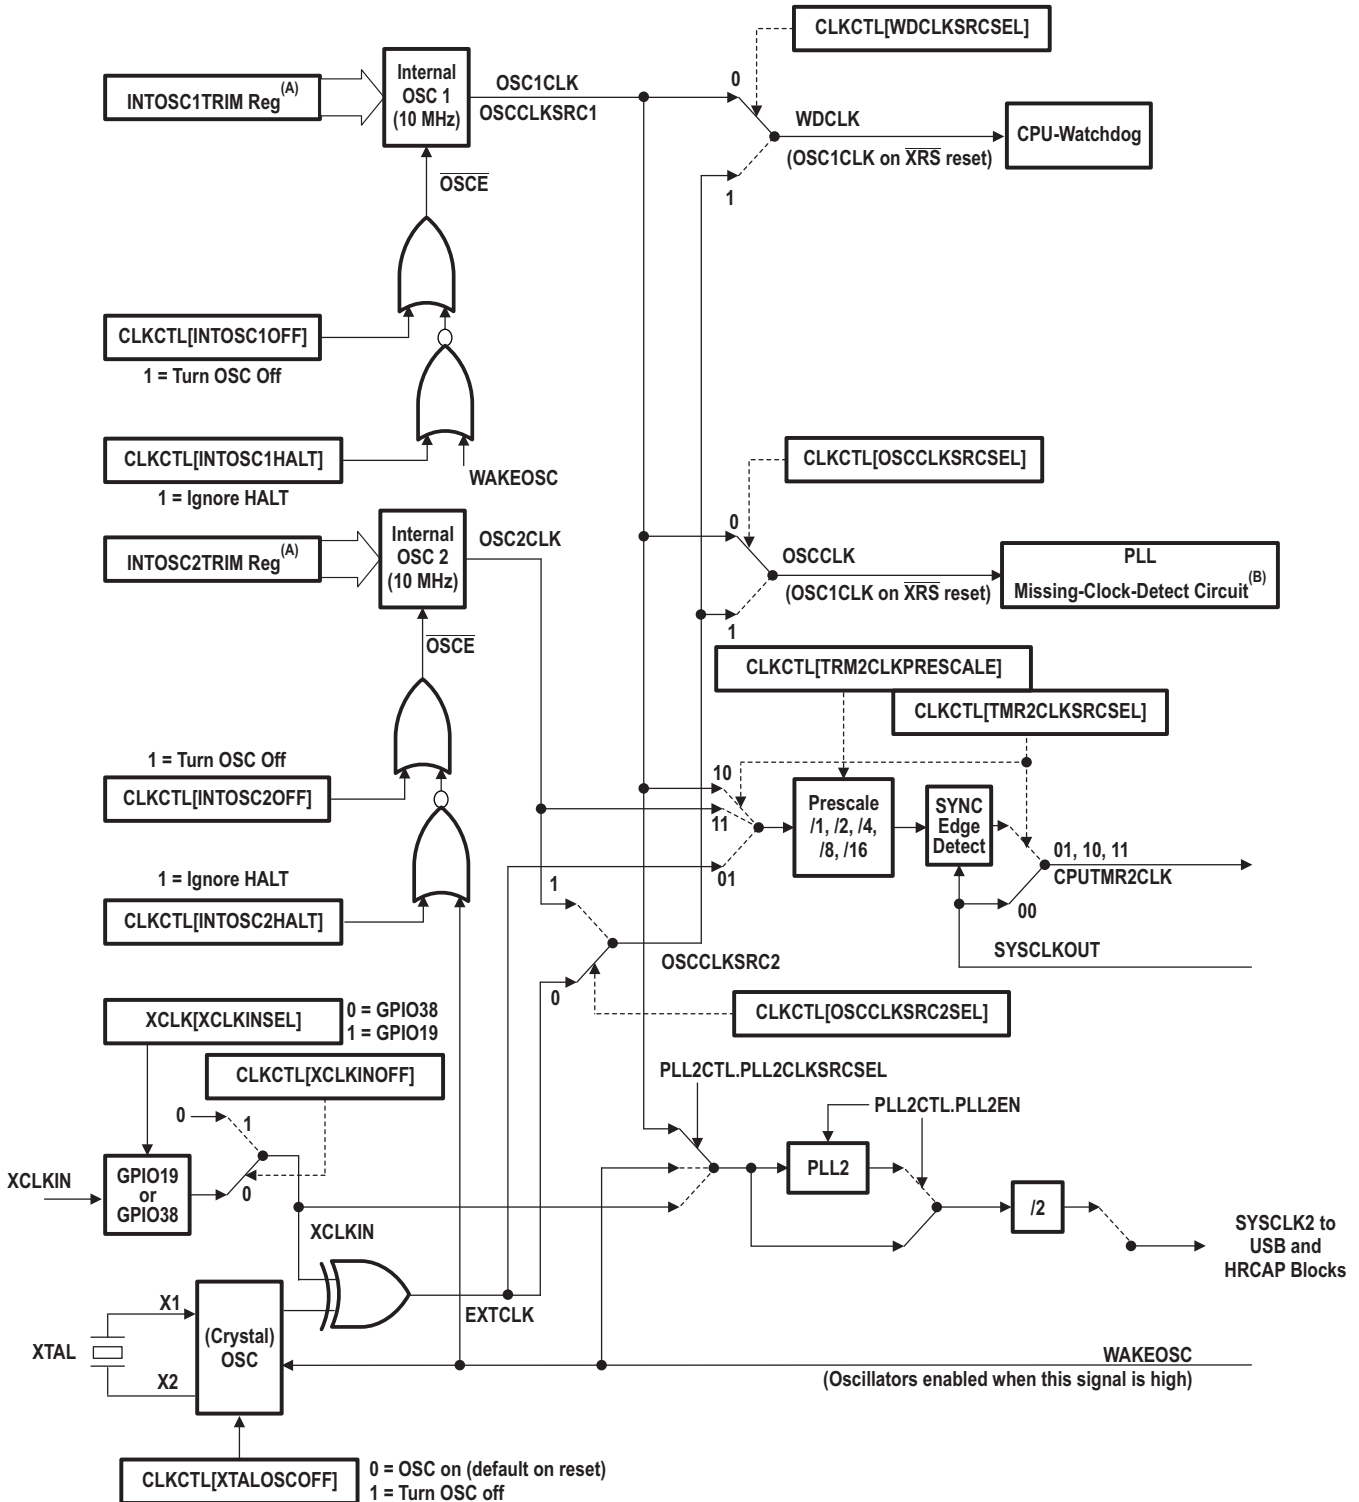 CLKCTL[WDCLKSRCSEL]
INTOSC1TRIM Reg(A)
Internal
OSC 1
(10 MHz)
OSC1CLK
OSCCLKSRC1
0
WDCLK
(OSC1CLK on XRS reset)
1
CPU-Watchdog
OSCE
CLKCTL[INTOSC1OFF]
1 = Turn OSC Off
CLKCTL[INTOSC1HALT]
1 = Ignore HALT
WAKEOSC
CLKCTL[OSCCLKSRCSEL]
INTOSC2TRIM Reg(A)
Internal
OSC 2
(10 MHz)
OSC2CLK
0
OSCCLK
(OSC1CLK on XRS reset)
1
PLL
Missing-Clock-Detect Circuit(B)
OSCE
CLKCTL[TRM2CLKPRESCALE]
CLKCTL[TMR2CLKSRCSEL]
1 = Turn OSC Off
CLKCTL[INTOSC2OFF]
10
11
01
Prescale
/1, /2, /4,
/8, /16
SYNC
Edge
Detect
01, 10, 11
CPUTMR2CLK
00
SYSCLKOUT
1 = Ignore HALT
CLKCTL[INTOSC2HALT]
1
0
OSCCLKSRC2
CLKCTL[OSCCLKSRC2SEL]
XCLK[XCLKINSEL]
0 = GPIO38
1 = GPIO19
CLKCTL[XCLKINOFF]
0
1
0
XCLKIN
GPIO19
or
GPIO38
XCLKIN
PLL2CTL.PLL2CLKSRCSEL
PLL2CTL.PLL2EN
PLL2
/2
SYSCLK2 to
USB and
HRCAP Blocks
EXTCLK
XTAL
X1
X2
(Crystal)
OSC
WAKEOSC
(Oscillators enabled when this signal is high)
CLKCTL[XTALOSCOFF]
0 = OSC on (default on reset)
1 = Turn OSC off